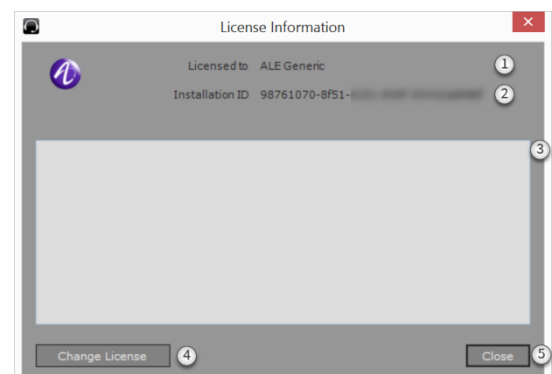 License Information
Licensed to ALE Generic 1
Installation ID 98761070-8f51- 2
3
Change License 4
Close 5